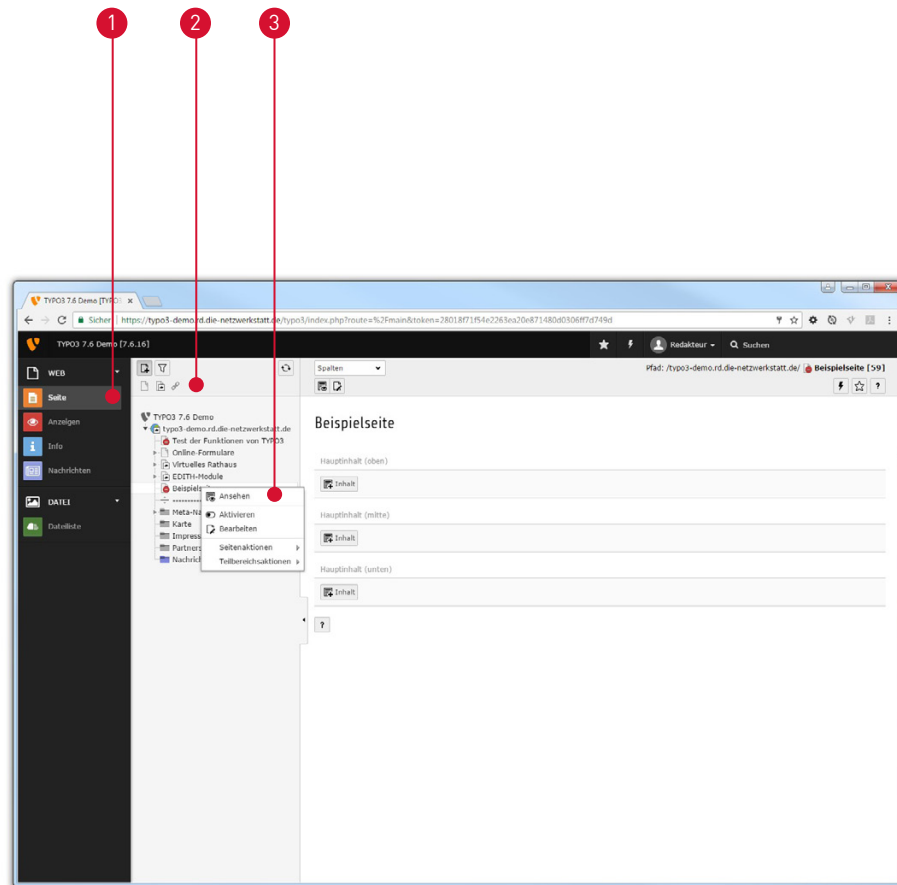 1 2 3
TYPO3 7.6 Demo [TYPO3
Sicher
https://typo3-demo.rd.die-netzwerkstatt.de/typo3/index.php?route=%2Fmain&token=28018f71f54e2263ea20e871480d0306ff7d749d
TYPO3 7.6 Demo [7.6.16]
Redakteur
Suchen
WEB
Seite
Anzeigen
Info
Nachrichten
DATEI
Dateiliste
TYPO3 7.6 Demo
typo3-demo.rd.die-netzwerkstatt.de
Test der Funktionen von TYPO3
Online-Formulare
Virtuelles Rathaus
EDITH-Module
Beispielseite
------------
Meta-Na
Karte
Impress
Partners
Nachricl
Ansehen
Aktivieren
Bearbeiten
Seitenaktionen
Teilbereichsaktionen
Spalten
Pfad: /typo3-demo.rd.die-netzwerkstatt.de/ Beispielseite [59]
?
Beispielseite
Hauptinhalt (oben)
Inhalt
Hauptinhalt (mitte)
Inhalt
Hauptinhalt (unten)
Inhalt
?